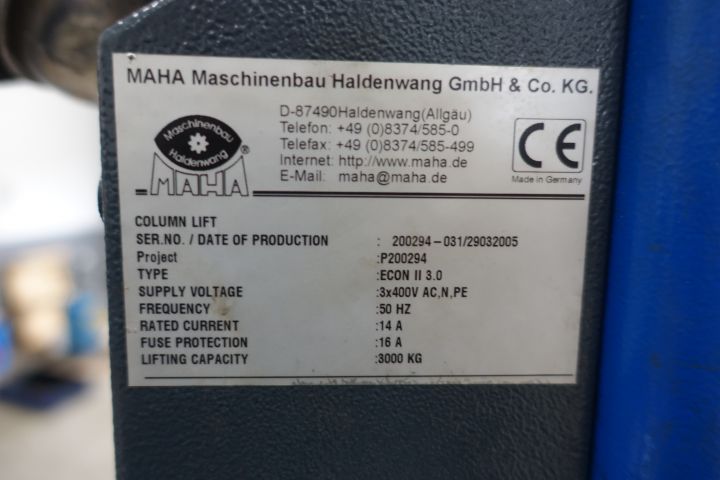 MAHA Maschinenbau Haldenwang GmbH & Co. KG.
D-87490Haldenwang(Allgäu)
Telefon: +49 (0)8374/585-0
Telefax: +49 (0)8374/585-499
Internet: http://www.maha.de
E-Mail: maha@maha.de
Maschinenbau
Haldenwang
MAHA
®
CE
Made in Germany
COLUMN LIFT
SER.NO. / DATE OF PRODUCTION : 200294-031/29032005
Project :P200294
TYPE :ECON II 3.0
SUPPLY VOLTAGE :3x400V AC,N,PE
FREQUENCY :50 HZ
RATED CURRENT :14 A
FUSE PROTECTION :16 A
LIFTING CAPACITY :3000 KG